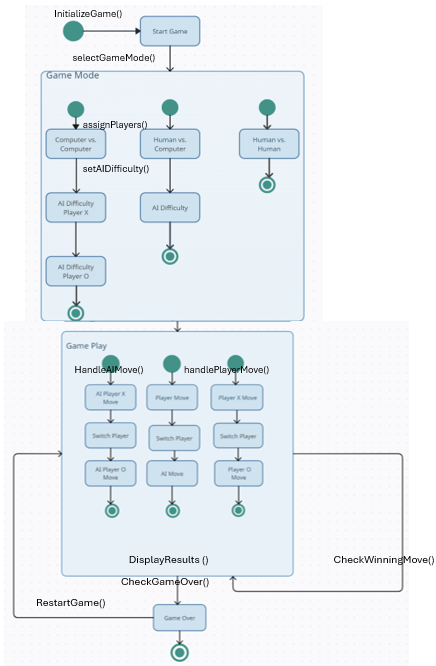 InitializeGame()
Start Game
selectGameMode()
Game Mode
assignPlayers()
Computer vs.
Computer
Human vs.
Computer
Human vs.
Human
setAIDifficulty()
AI Difficulty
Player X
AI Difficulty
AI Difficulty
Player O
Game Play
HandleAIMove()
handlePlayerMove()
AI Player X
Move
Player Move
Player X Move
Switch Player
Switch Player
Switch Player
AI Player O
Move
AI Move
Player O
Move
DisplayResults ()
CheckWinningMove()
CheckGameOver()
RestartGame()
Game Over